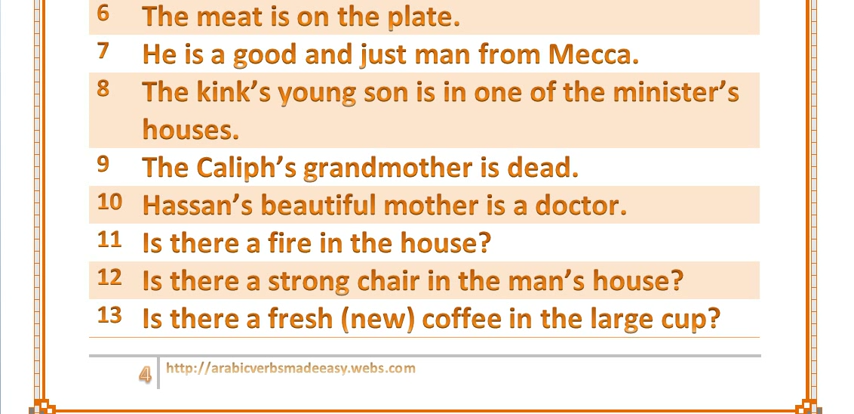 6 The meat is on the plate.
7 He is a good and just man from Mecca.
8 The kink’s young son is in one of the minister’s
houses.
9 The Caliph’s grandmother is dead.
10 Hassan’s beautiful mother is a doctor.
11 Is there a fire in the house?
12 Is there a strong chair in the man’s house?
13 Is there a fresh (new) coffee in the large cup?
4 http://arabicverbsmadeeasy.webs.com